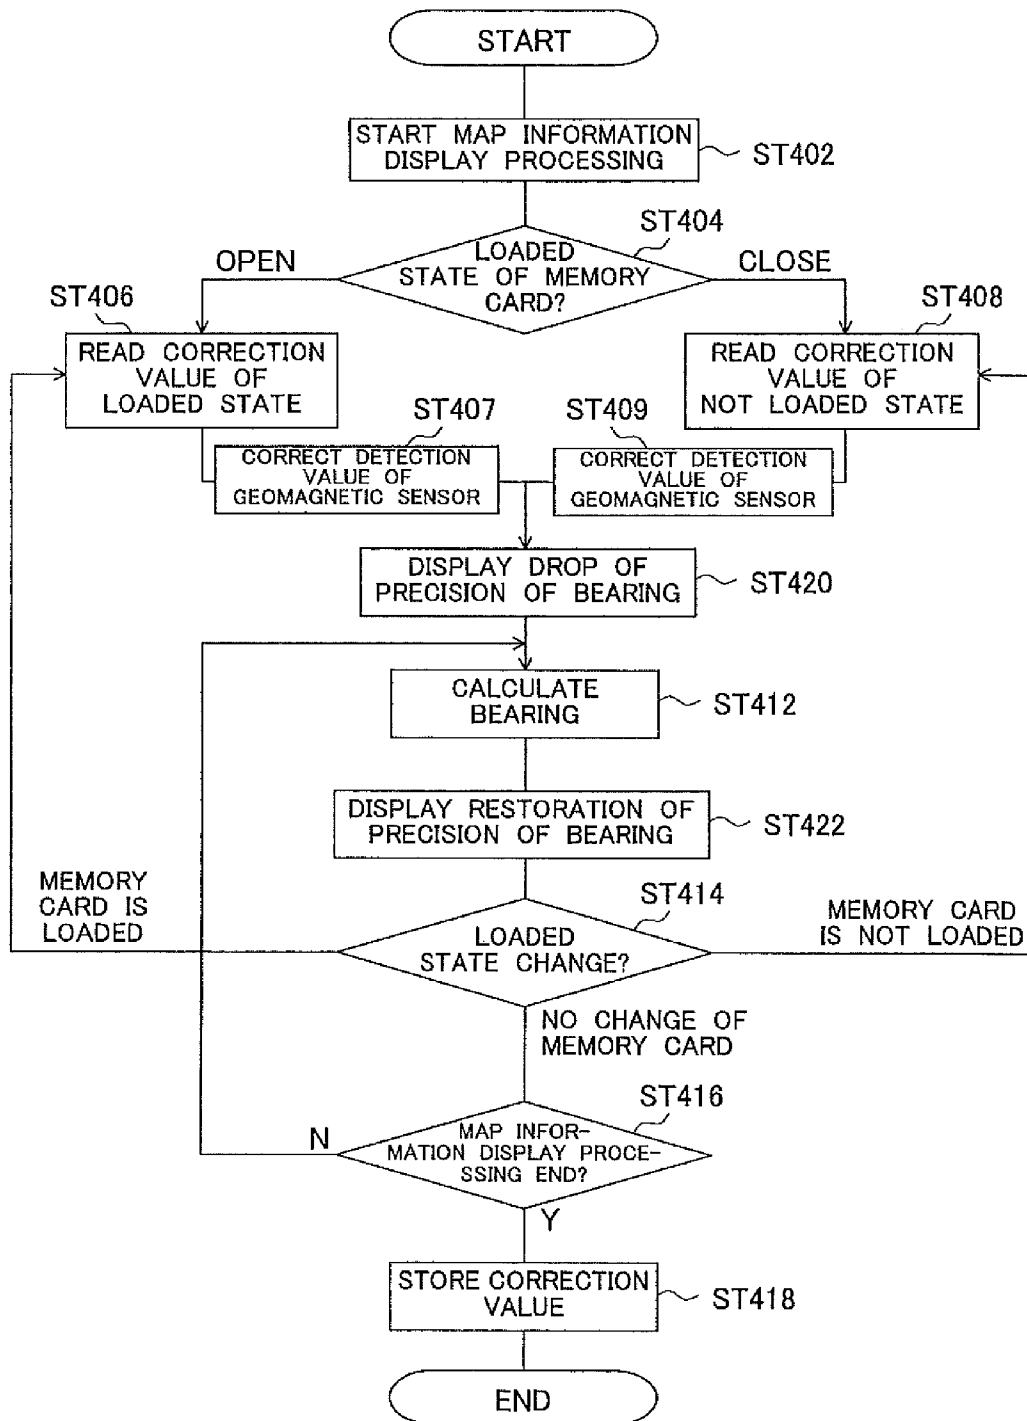 START
START MAP INFORMATION
DISPLAY PROCESSING
ST402
ST404
LOADED
STATE OF MEMORY
CARD?
OPEN
CLOSE
ST406
READ CORRECTION
VALUE OF
LOADED STATE
ST408
READ CORRECTION
VALUE OF
NOT LOADED STATE
ST407
CORRECT DETECTION
VALUE OF
GEOMAGNETIC SENSOR
ST409
CORRECT DETECTION
VALUE OF
GEOMAGNETIC SENSOR
DISPLAY DROP OF
PRECISION OF BEARING
ST420
CALCULATE
BEARING
ST412
DISPLAY RESTORATION OF
PRECISION OF BEARING
ST422
MEMORY
CARD IS
LOADED
ST414
LOADED
STATE CHANGE?
MEMORY CARD
IS NOT LOADED
NO CHANGE OF
MEMORY CARD
ST416
MAP INFOR-
MATION DISPLAY PROCE-
SSING END?
N
Y
STORE CORRECTION
VALUE
ST418
END